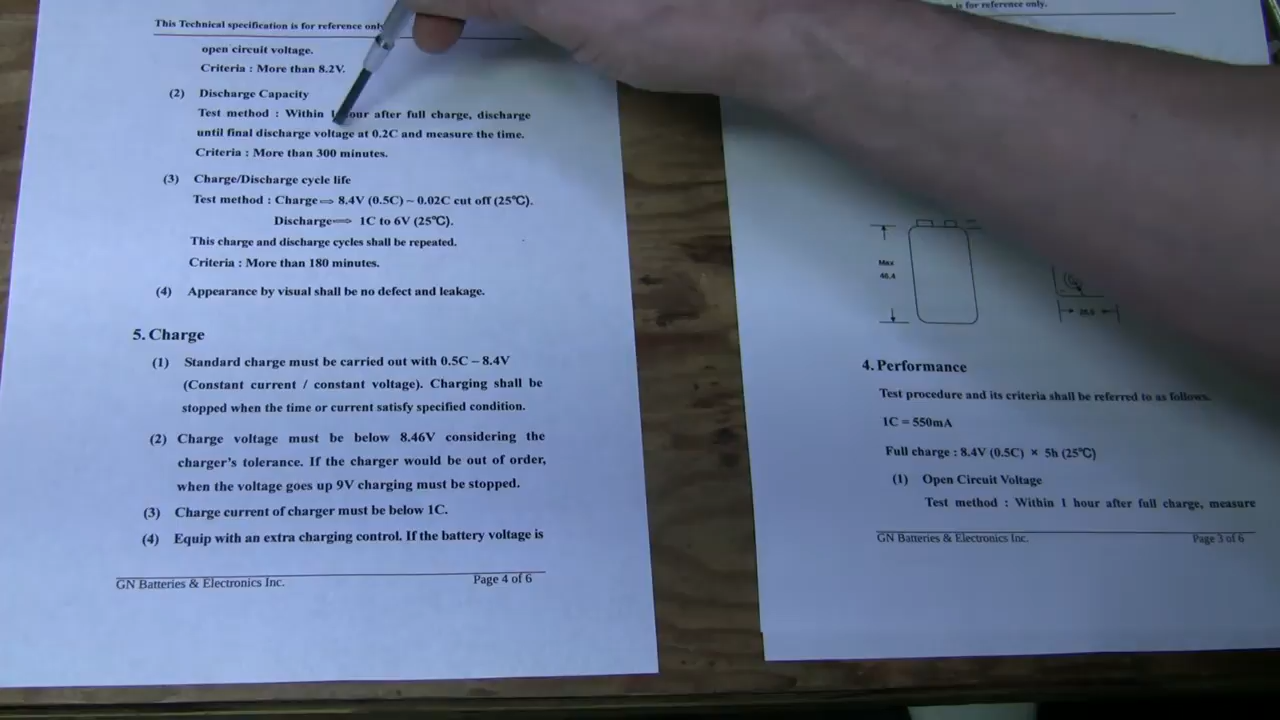 This Technical specification is for reference only
open circuit voltage.
Criteria : More than 8.2V.
(2) Discharge Capacity
Test method : Within 1 hour after full charge, discharge
until final discharge voltage at 0.2C and measure the time.
Criteria : More than 300 minutes.
(3) Charge/Discharge cycle life
Test method : Charge⇒ 8.4V (0.5C) – 0.02C cut off (25℃).
Discharge⇒ 1C to 6V (25℃).
This charge and discharge cycles shall be repeated.
Criteria : More than 180 minutes.
(4) Appearance by visual shall be no defect and leakage.
5. Charge
(1) Standard charge must be carried out with 0.5C – 8.4V
(Constant current / constant voltage). Charging shall be
stopped when the time or current satisfy specified condition.
(2) Charge voltage must be below 8.46V considering the
charger's tolerance. If the charger would be out of order,
when the voltage goes up 9V charging must be stopped.
(3) Charge current of charger must be below 1C.
(4) Equip with an extra charging control. If the battery voltage is
GN Batteries & Electronics Inc. Page 4 of 6
is for reference only.
Max
4. Performance
Test procedure and its criteria shall be referred to as follows.
1C = 550mA
Full charge : 8.4V (0.5C) × 5h (25℃)
(1) Open Circuit Voltage
Test method : Within 1 hour after full charge, measure
GN Batteries & Electronics Inc. Page 3 of 6